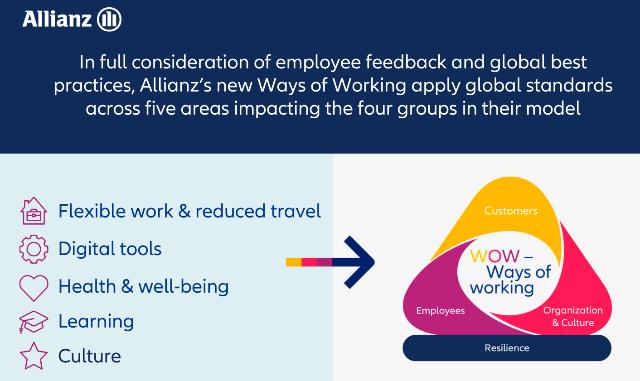 Allianz
In full consideration of employee feedback and global best
practices, Allianz's new Ways of Working apply global standards
across five areas impacting the four groups in their model
Flexible work & reduced travel
Digital tools
Health & well-being
Learning
Culture
Customers
WOW –
Ways of
working
Employees
Organization
& Culture
Resilience